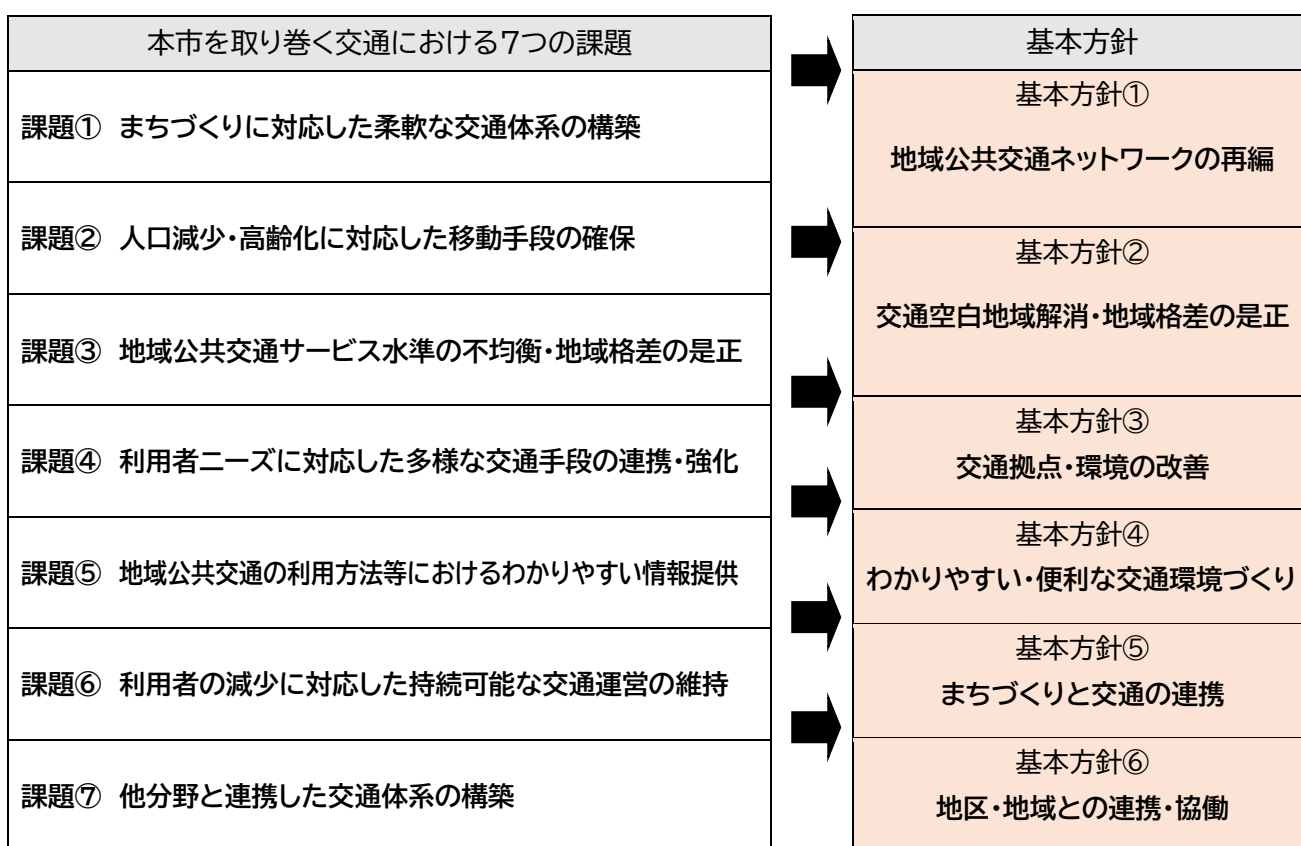 本市を取り巻く交通における7つの課題
課題① まちづくりに対応した柔軟な交通体系の構築
課題② 人口減少・高齢化に対応した移動手段の確保
課題③ 地域公共交通サービス水準の不均衡・地域格差の是正
課題④ 利用者ニーズに対応した多様な交通手段の連携・強化
課題⑤ 地域公共交通の利用方法等におけるわかりやすい情報提供
課題⑥ 利用者の減少に対応した持続可能な交通運営の維持
課題⑦ 他分野と連携した交通体系の構築
基本方針
基本方針①
地域公共交通ネットワークの再編
基本方針②
交通空白地域解消・地域格差の是正
基本方針③
交通拠点・環境の改善
基本方針④
わかりやすい・便利な交通環境づくり
基本方針⑤
まちづくりと交通の連携
基本方針⑥
地区・地域との連携・協働